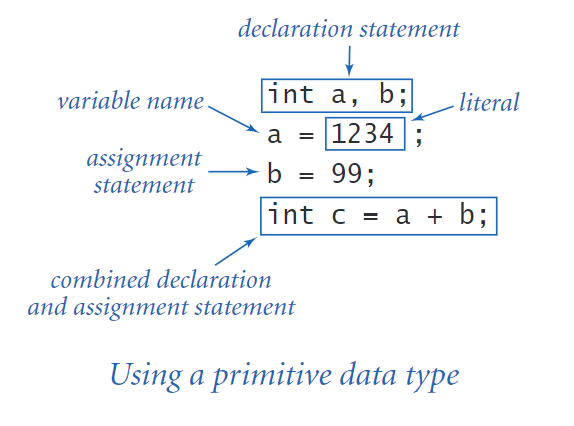 declaration statement
int a, b;
variable name
literal
a = 1234 ;
assignment
statement
b = 99;
int c = a + b;
combined declaration
and assignment statement
Using a primitive data type